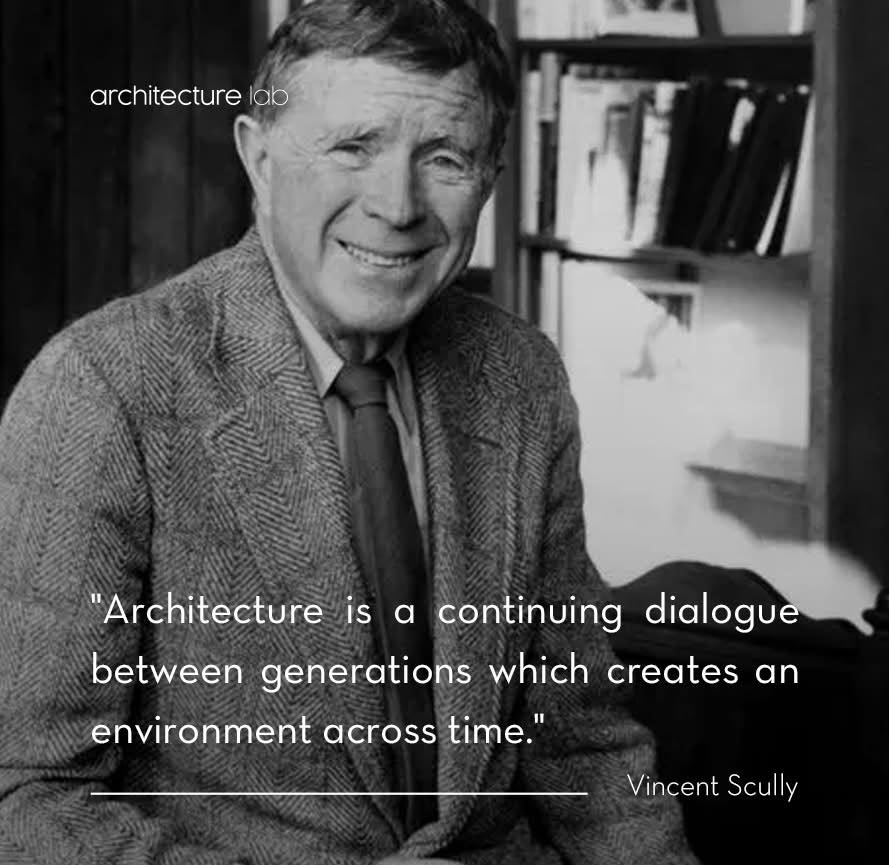 architecture lab
"Architecture is a continuing dialogue
between generations which creates an
environment across time."
Vincent Scully